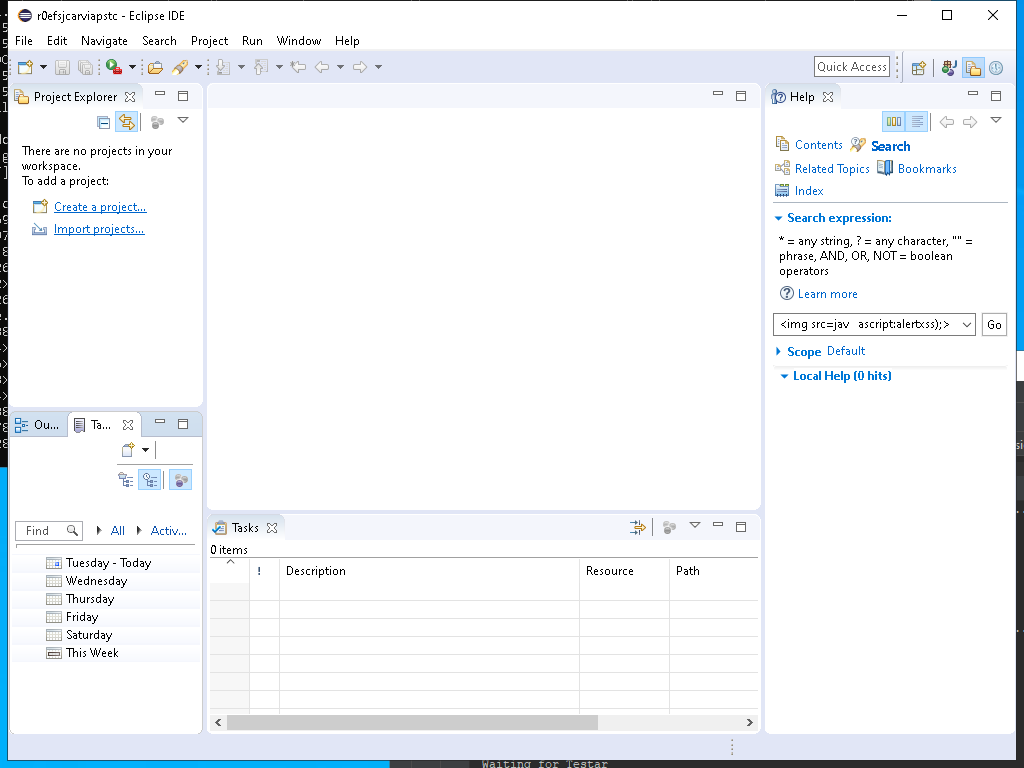 r0efsjcarviapstc - Eclipse IDE
File Edit Navigate Search Project Run Window Help
Quick Access
Project Explorer
There are no projects in your
workspace.
To add a project:
Create a project...
Import projects...
Ou...
Ta...
Find
All
Activ...
Tuesday - Today
Wednesday
Thursday
Friday
Saturday
This Week
Tasks
0 items
! Description Resource Path
Help
Contents Search
Related Topics Bookmarks
Index
Search expression:
* = any string, ? = any character, "" =
phrase, AND, OR, NOT = boolean
operators
Learn more
<img src=jav ascript:alertxss);>
Go
Scope Default
Local Help (0 hits)
Waiting for Testar